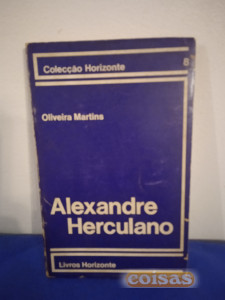 Colecção Horizonte 8
Oliveira Martins
Alexandre
Herculano
Livros Horizonte
coisas